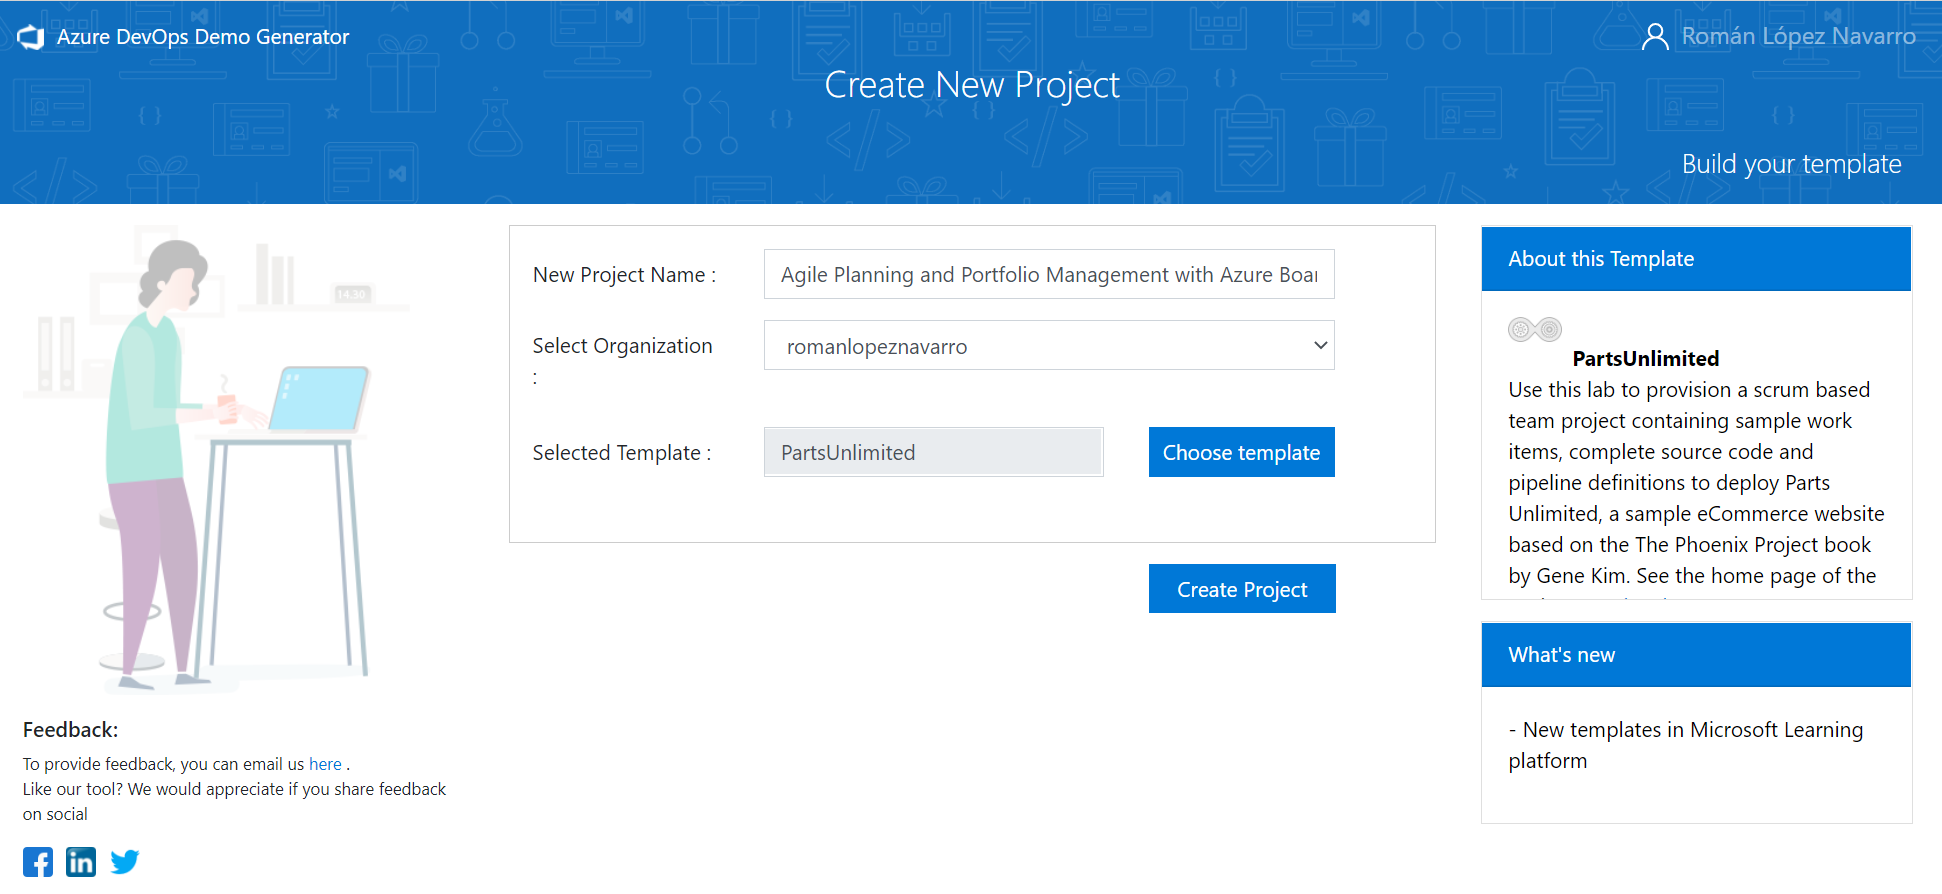 Azure DevOps Demo Generator
Román López Navarro
Create New Project
Build your template
New Project Name :
Agile Planning and Portfolio Management with Azure Boar
Select Organization
:
romanlopeznavarro
Selected Template :
PartsUnlimited
Choose template
Create Project
About this Template
PartsUnlimited
Use this lab to provision a scrum based
team project containing sample work
items, complete source code and
pipeline definitions to deploy Parts
Unlimited, a sample eCommerce website
based on the The Phoenix Project book
by Gene Kim. See the home page of the
What's new
- New templates in Microsoft Learning
platform
14.30
Feedback:
To provide feedback, you can email us here .
Like our tool? We would appreciate if you share feedback
on social